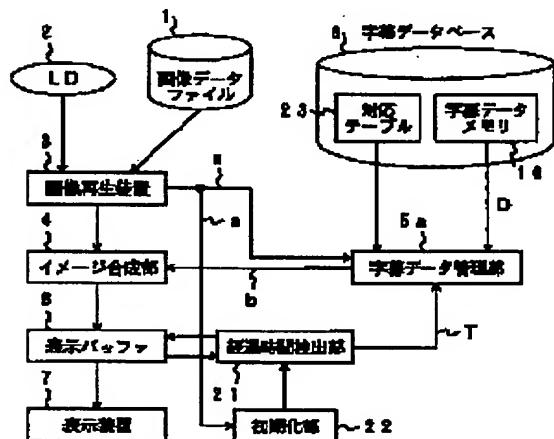 2
LD
1
画像データ
ファイル
8
字幕データベース
23
対応
テーブル
字幕データ
メモリ
16
3
画像再生装置
a
D
4
イメージ合成部
5a
字幕データ管理部
b
6
表示バッファ
経過時間検出部
T
21
7
表示装置
初期化部
22